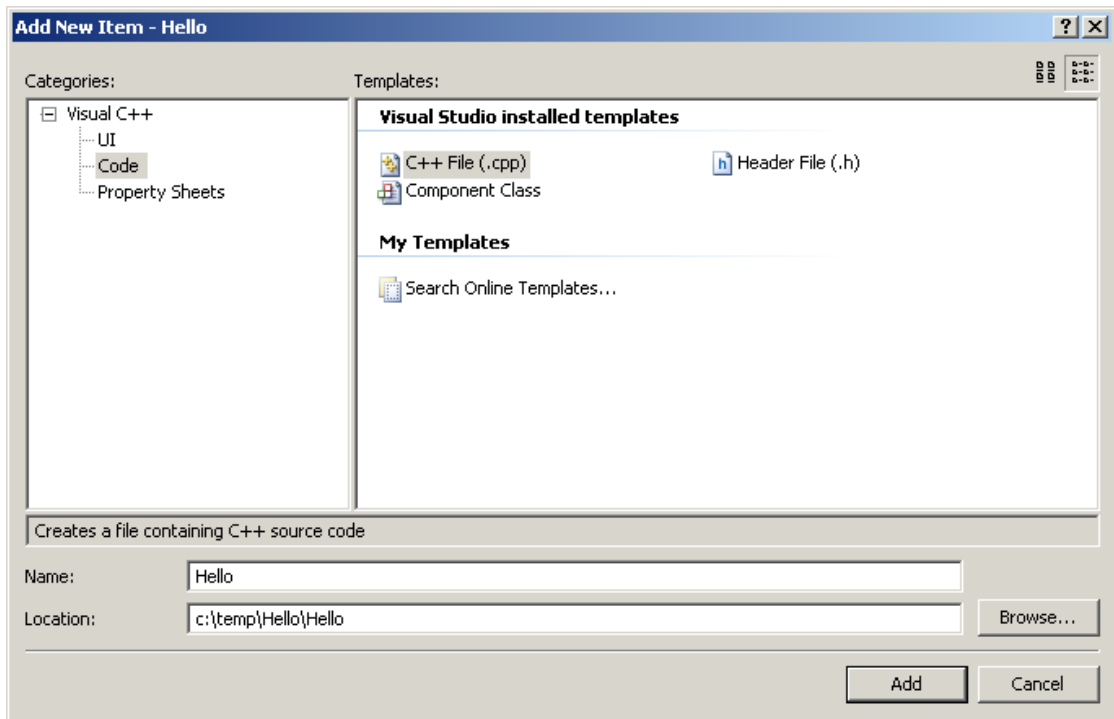 Add New Item - Hello
Categories:
Templates:
Visual C++
UI
Code
Property Sheets
Visual Studio installed templates
C++ File (.cpp)
Header File (.h)
Component Class
My Templates
Search Online Templates...
Creates a file containing C++ source code
Name:
Hello
Location:
c:\temp\Hello\Hello
Browse...
Add
Cancel